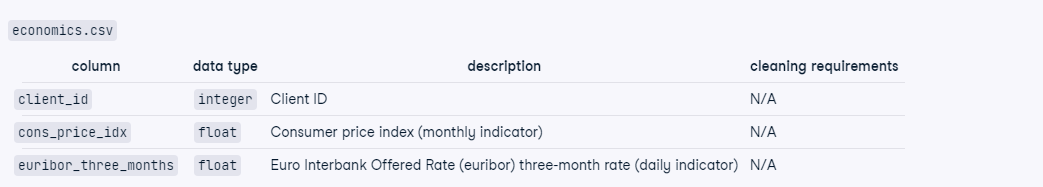 economics.csv
column data type description cleaning requirements
client_id integer Client ID N/A
cons_price_idx float Consumer price index (monthly indicator) N/A
euribor_three_months float Euro Interbank Offered Rate (euribor) three-month rate (daily indicator) N/A